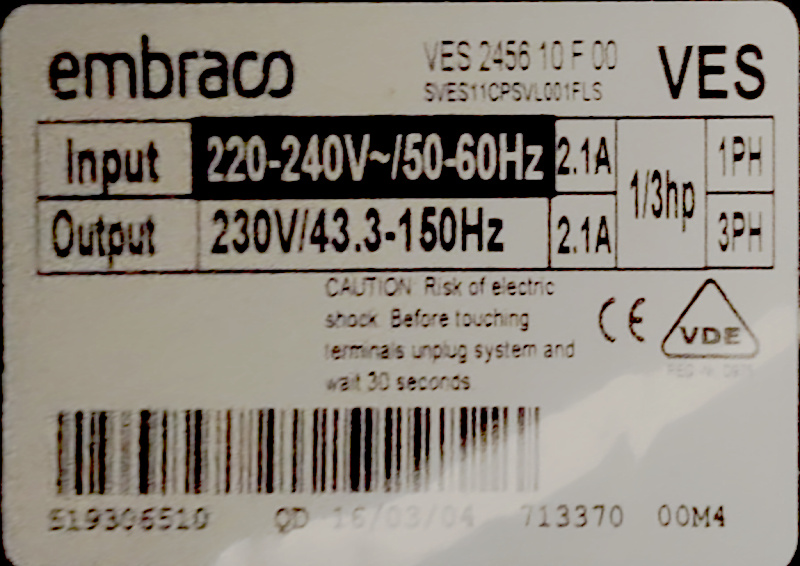 embraco VES 2456 10 F 00 VES
SVES11CPSVL001FLS
Input 220-240V~/50-60Hz 2.1A 1/3hp 1PH
Output 230V/43.3-150Hz 2.1A 3PH
CAUTION: Risk of electric
shock. Before touching
terminals unplug system and
wait 30 seconds
CE VDE
519306510 QD 16/03/04 713370 00M4